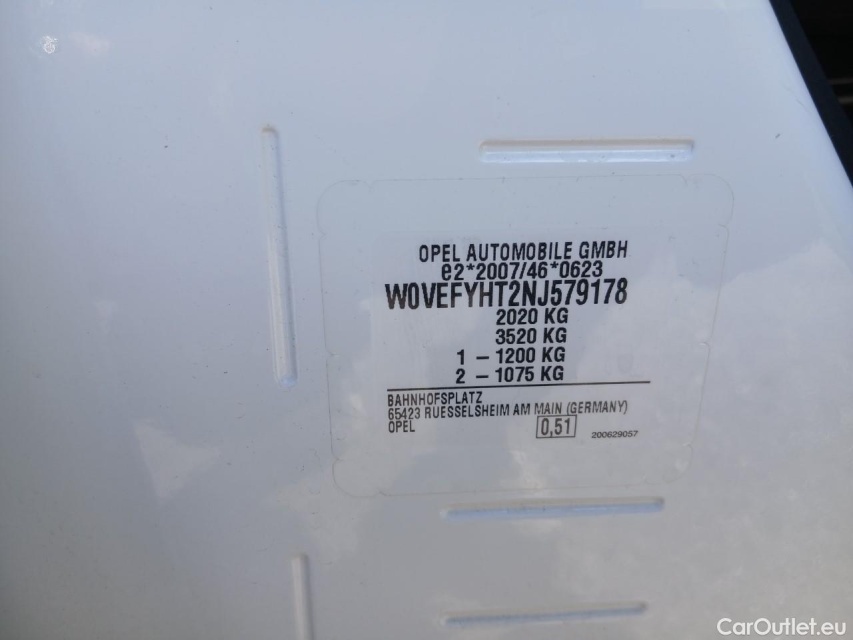 OPEL AUTOMOBILE GMBH
e2*2007/46*0623
W0VEFYHT2NJ579178
2020 KG
3520 KG
1 – 1200 KG
2 – 1075 KG
BAHNHOFSPLATZ
65423 RUESSELSHEIM AM MAIN (GERMANY)
OPEL
0,51
200629057
CarOutlet.eu